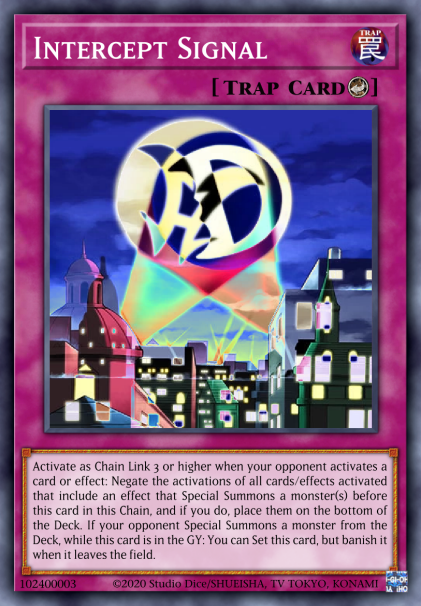 INTERCEPT SIGNAL
TRAP
罠
[TRAP CARD]
HD
Activate as Chain Link 3 or higher when your opponent activates a
card or effect: Negate the activations of all cards/effects activated
that include an effect that Special Summons a monster(s) before
this card in this Chain, and if you do, place them on the bottom of
the Deck. If your opponent Special Summons a monster from the
Deck, while this card is in the GY: You can Set this card, but banish it
when it leaves the field.
102400003 ©2020 Studio Dice/SHUEISHA, TV TOKYO, KONAMI